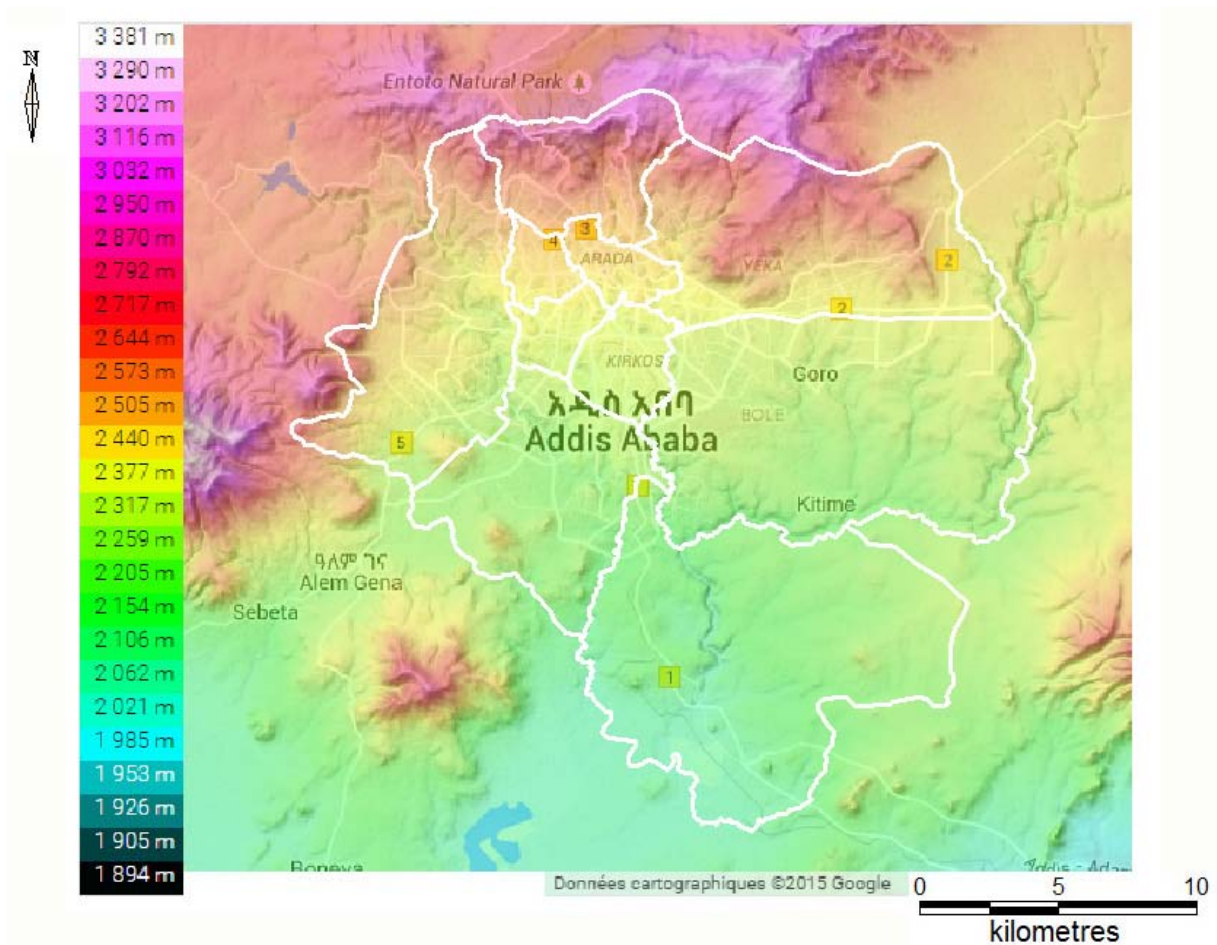 3 381 m
3 290 m
3 202 m
3 116 m
3 032 m
2 950 m
2 870 m
2 792 m
2 717 m
2 644 m
2 573 m
2 505 m
2 440 m
2 377 m
2 317 m
2 259 m
2 205 m
2 154 m
2 106 m
2 062 m
2 021 m
1 985 m
1 953 m
1 926 m
1 905 m
1 894 m
N
Entoto Natural Park
3
4
ARADA
YEKA
2
2
KIRKOS
Goro
አዲስ አበባ
Addis Ababa
BOLE
5
Kitime
ዓለም ገና
Alem Gena
Sebeta
1
Boneya
Addis - Ada
Données cartographiques ©2015 Google
0 5 10
kilometres